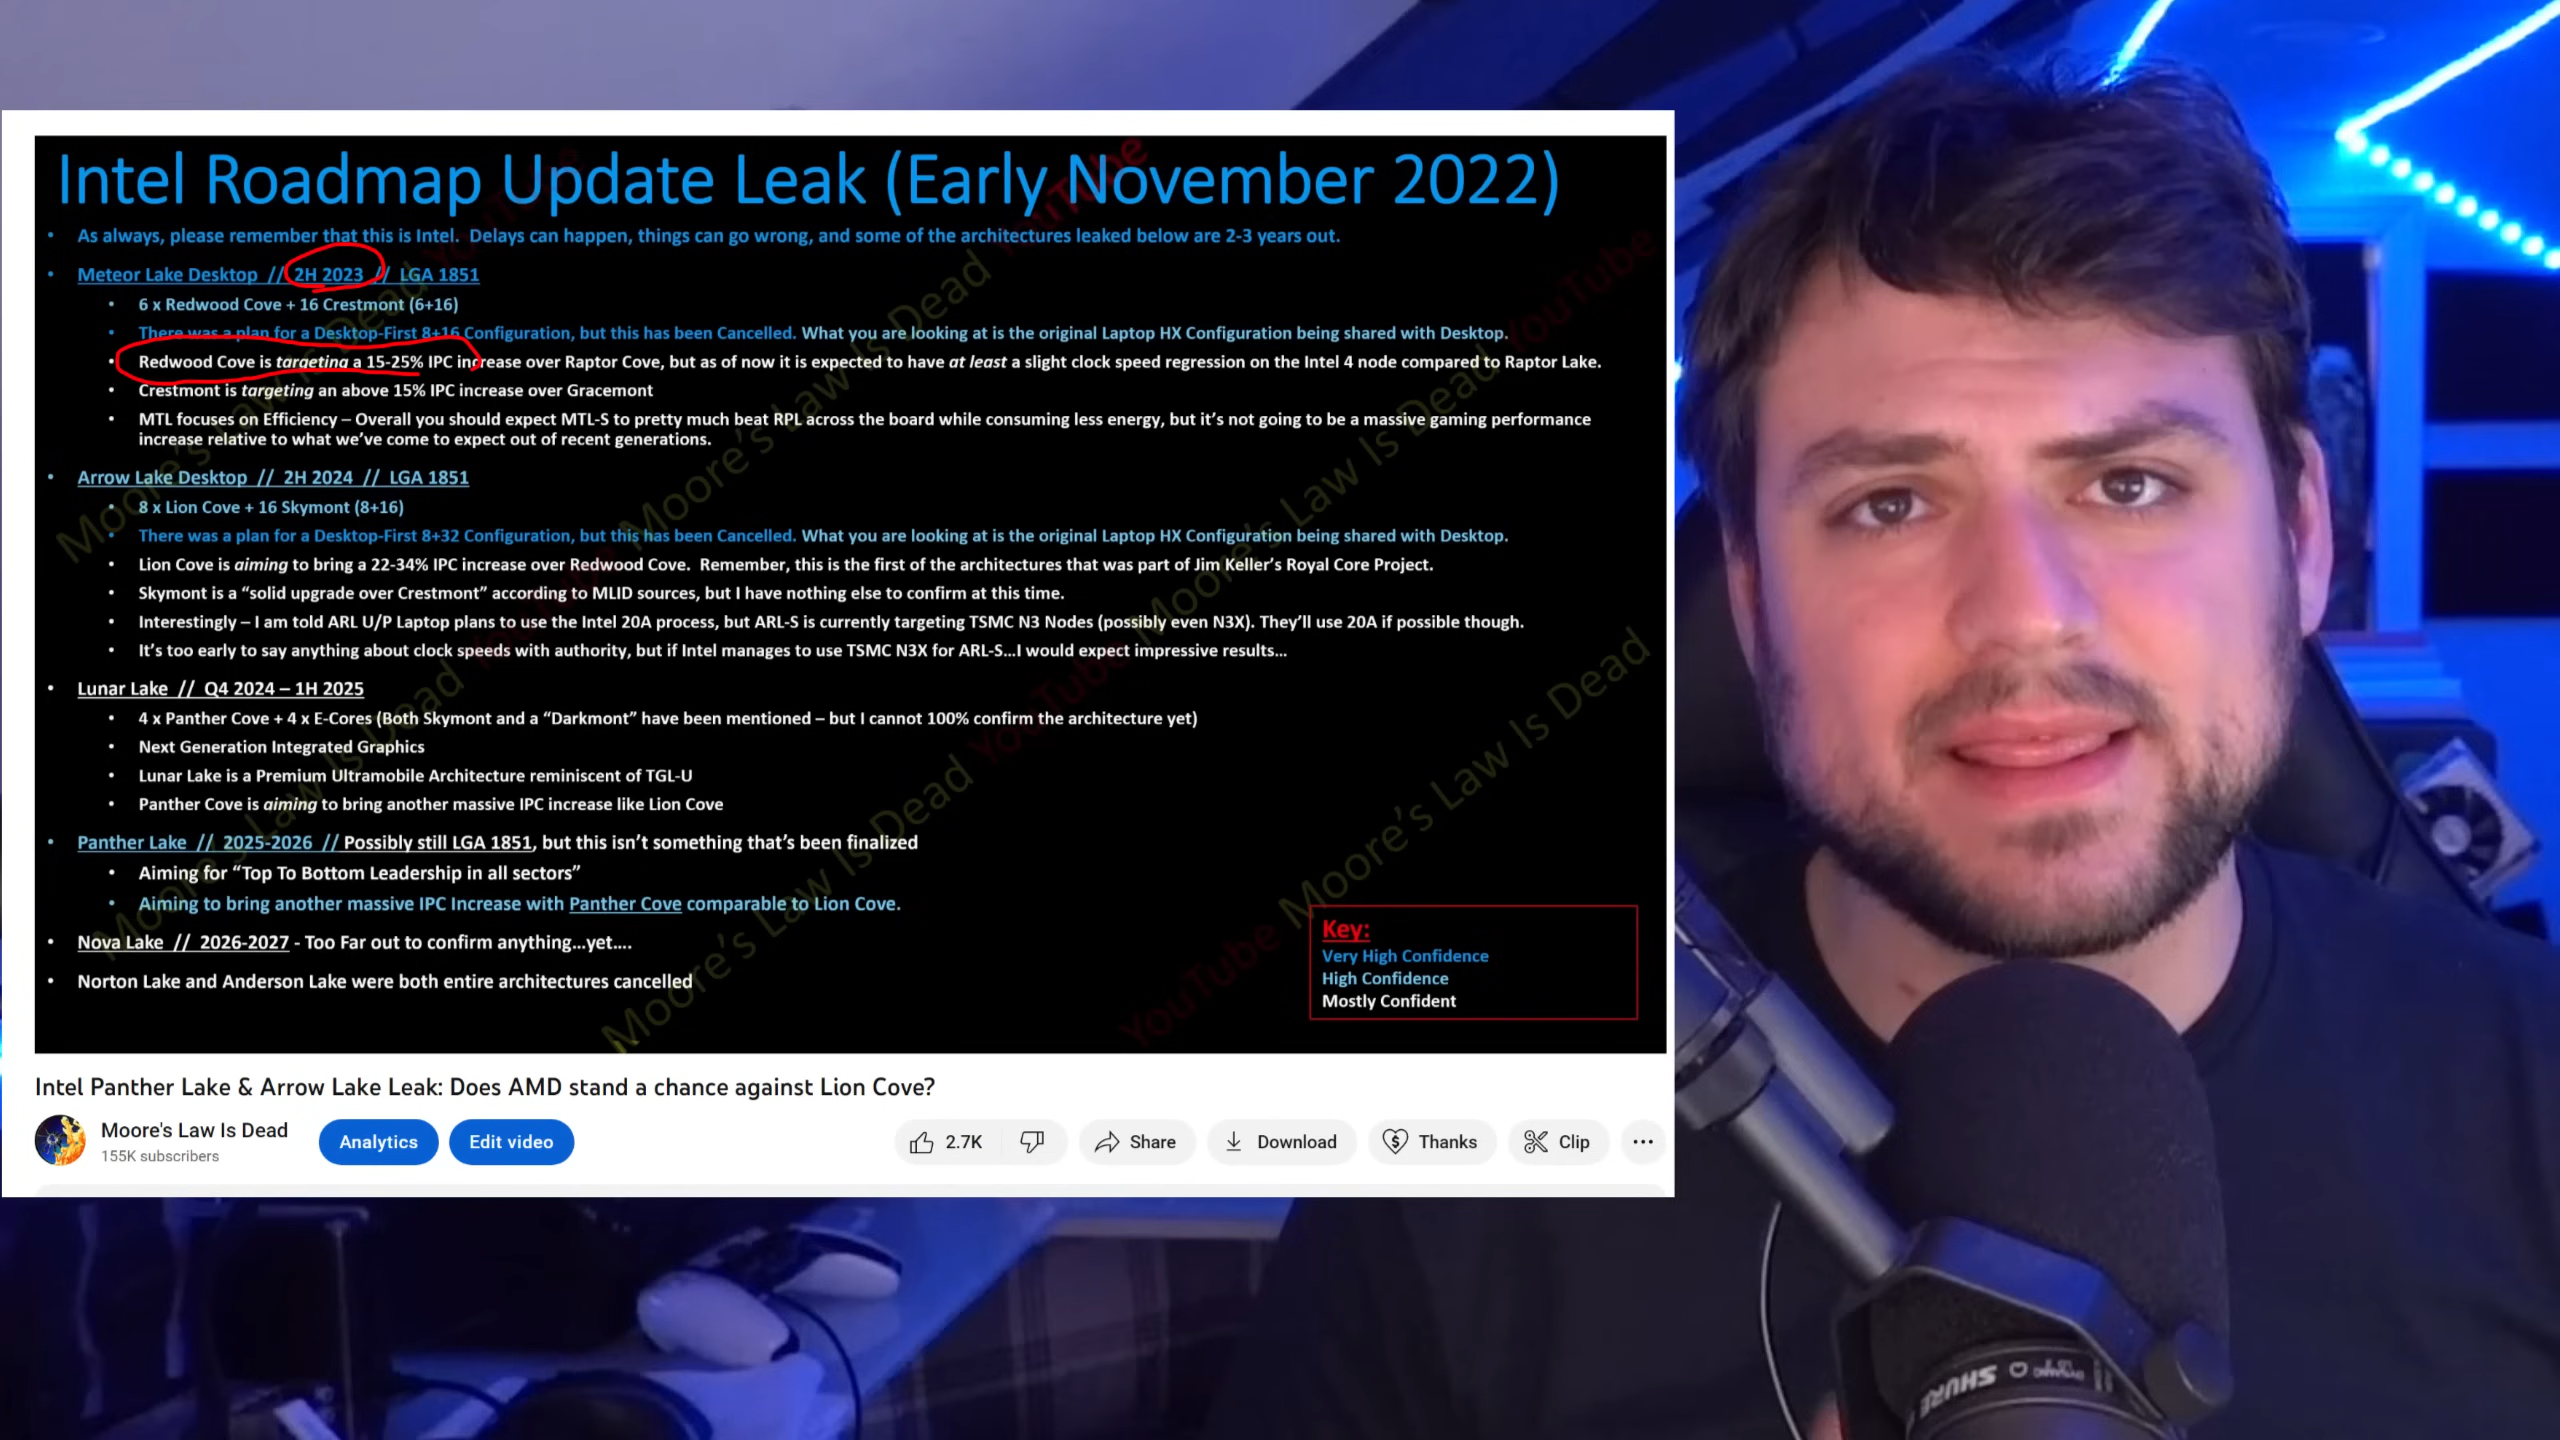 Intel Roadmap Update Leak (Early November 2022)
• As always, please remember that this is Intel. Delays can happen, things can go wrong, and some of the architectures leaked below are 2-3 years out.
• Meteor Lake Desktop // 2H 2023 // LGA 1851
• 6 x Redwood Cove + 16 Crestmont (6+16)
• There was a plan for a Desktop-First 8+16 Configuration, but this has been Cancelled. What you are looking at is the original Laptop HX Configuration being shared with Desktop.
• Redwood Cove is targeting a 15-25% IPC increase over Raptor Cove, but as of now it is expected to have at least a slight clock speed regression on the Intel 4 node compared to Raptor Lake.
• Crestmont is targeting an above 15% IPC increase over Gracemont
• MTL focuses on Efficiency – Overall you should expect MTL-S to pretty much beat RPL across the board while consuming less energy, but it's not going to be a massive gaming performance
increase relative to what we've come to expect out of recent generations.
• Arrow Lake Desktop // 2H 2024 // LGA 1851
• 8 x Lion Cove + 16 Skymont (8+16)
• There was a plan for a Desktop-First 8+32 Configuration, but this has been Cancelled. What you are looking at is the original Laptop HX Configuration being shared with Desktop.
• Lion Cove is aiming to bring a 22-34% IPC increase over Redwood Cove. Remember, this is the first of the architectures that was part of Jim Keller's Royal Core Project.
• Skymont is a “solid upgrade over Crestmont” according to MLID sources, but I have nothing else to confirm at this time.
• Interestingly – I am told ARL U/P Laptop plans to use the Intel 20A process, but ARL-S is currently targeting TSMC N3 Nodes (possibly even N3X). They'll use 20A if possible though.
• It's too early to say anything about clock speeds with authority, but if Intel manages to use TSMC N3X for ARL-S...I would expect impressive results...
• Lunar Lake // Q4 2024 – 1H 2025
• 4 x Panther Cove + 4 x E-Cores (Both Skymont and a “Darkmont” have been mentioned – but I cannot 100% confirm the architecture yet)
• Next Generation Integrated Graphics
• Lunar Lake is a Premium Ultramobile Architecture reminiscent of TGL-U
• Panther Cove is aiming to bring another massive IPC increase like Lion Cove
• Panther Lake // 2025-2026 // Possibly still LGA 1851, but this isn't something that's been finalized
• Aiming for “Top To Bottom Leadership in all sectors”
• Aiming to bring another massive IPC Increase with Panther Cove comparable to Lion Cove.
• Nova Lake // 2026-2027 - Too Far out to confirm anything...yet....
• Norton Lake and Anderson Lake were both entire architectures cancelled
Key:
Very High Confidence
High Confidence
Mostly Confident
YouTube Moore's Law Is Dead
Intel Panther Lake & Arrow Lake Leak: Does AMD stand a chance against Lion Cove?
Moore's Law Is Dead
155K subscribers
Analytics
Edit video
2.7K
Share
Download
Thanks
Clip
SHURE